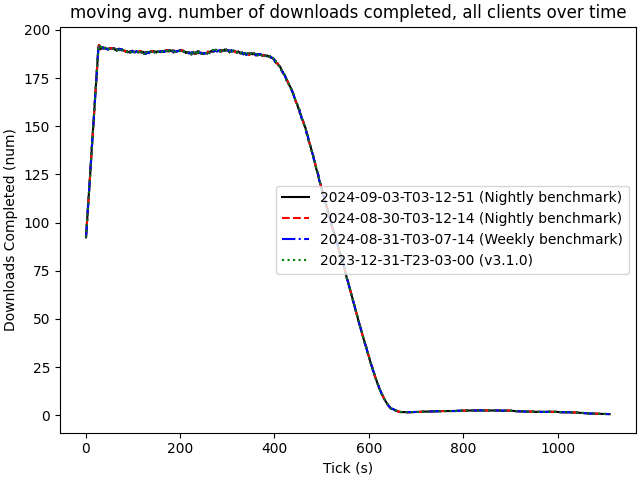 moving avg. number of downloads completed, all clients over time
Downloads Completed (num)
200
175
150
125
100
75
50
25
0
2024-09-03-T03-12-51 (Nightly benchmark)
2024-08-30-T03-12-14 (Nightly benchmark)
2024-08-31-T03-07-14 (Weekly benchmark)
2023-12-31-T23-03-00 (v3.1.0)
0 200 400 600 800 1000
Tick (s)